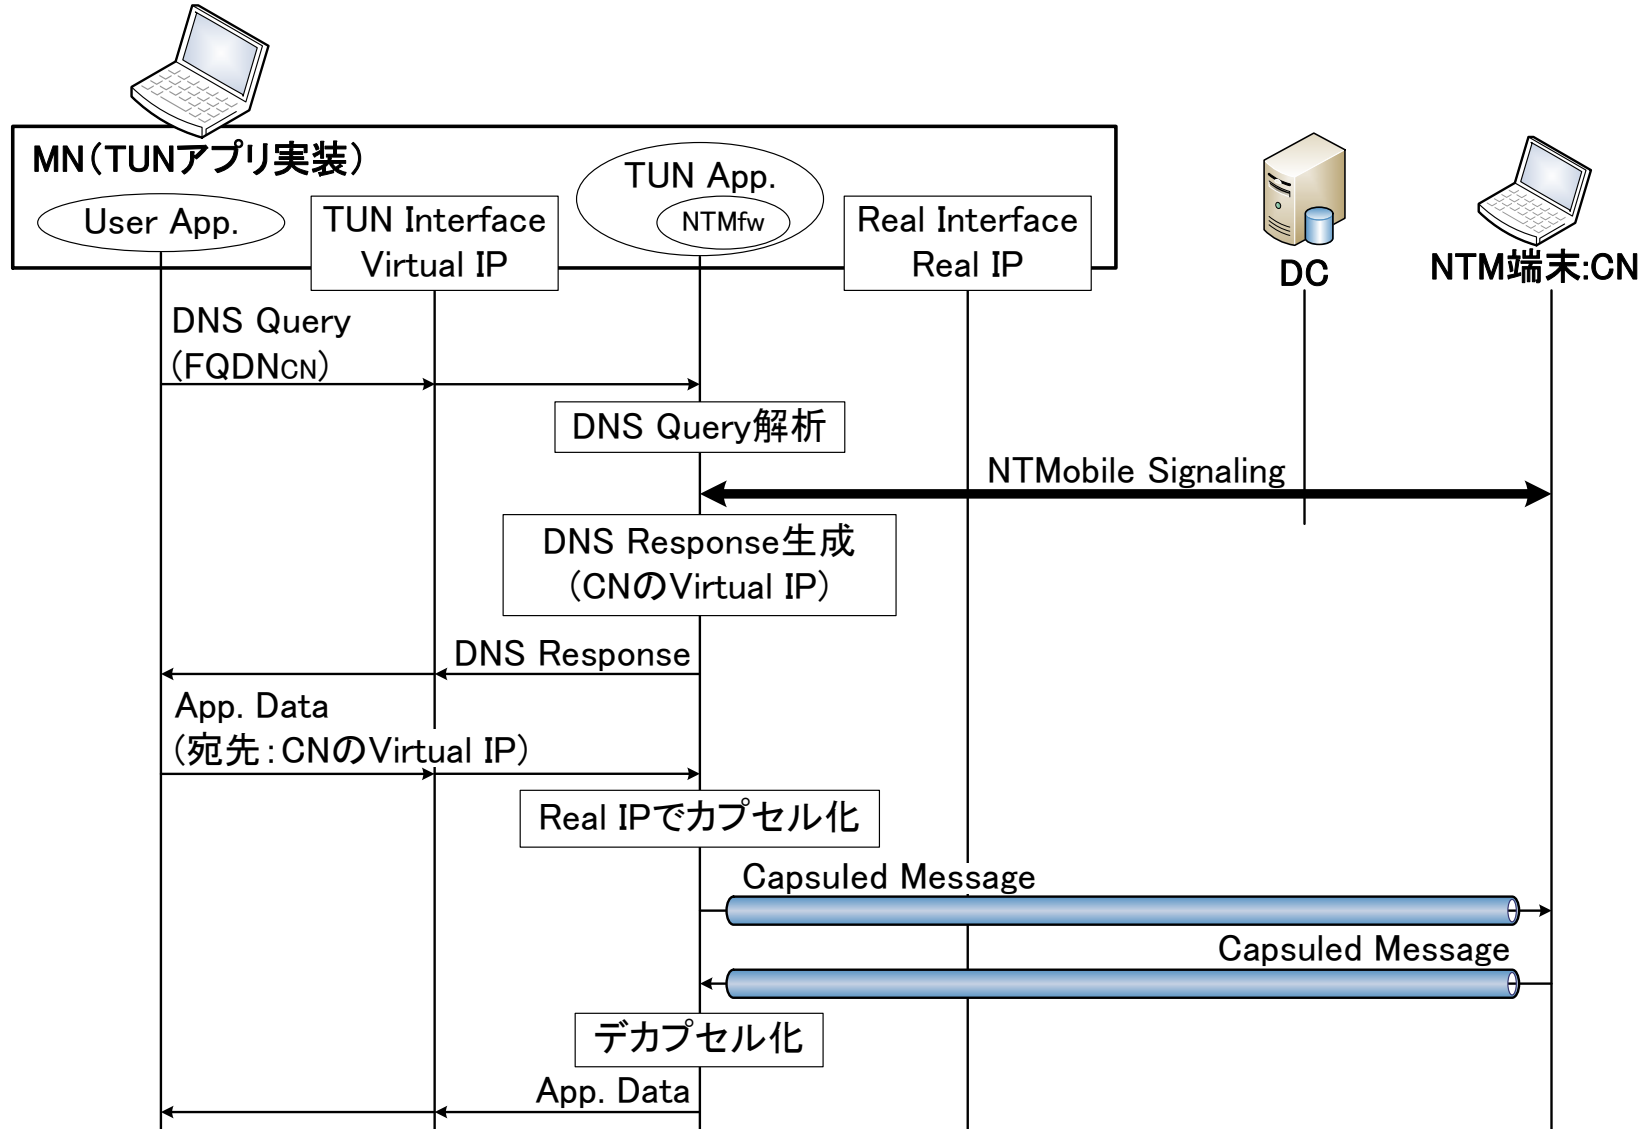 MN(TUNアプリ実装)
User App.
TUN Interface
Virtual IP
TUN App.
NTMfw
Real Interface
Real IP
DC
NTM端末:CN
DNS Query
(FQDNCN)
DNS Query解析
NTMobile Signaling
DNS Response生成
(CNのVirtual IP)
DNS Response
App. Data
(宛先:CNのVirtual IP)
Real IPでカプセル化
Capsuled Message
Capsuled Message
デカプセル化
App. Data